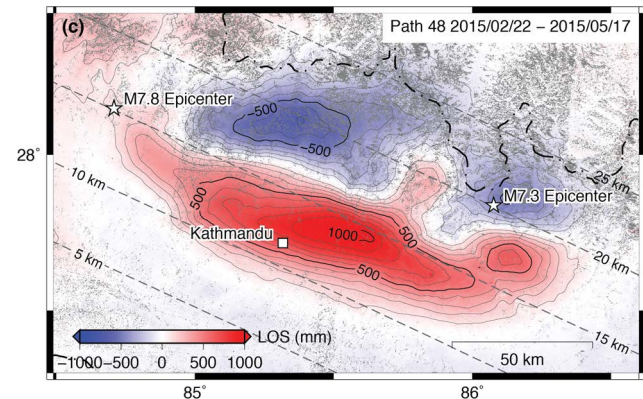 (c)
Path 48 2015/02/22 − 2015/05/17
M7.8 Epicenter
−500
−500
28°
25 km
10 km
M7.3 Epicenter
500
Kathmandu
1000
500
500
20 km
5 km
15 km
LOS (mm)
−1000 −500 0 500 1000
50 km
85° 86°